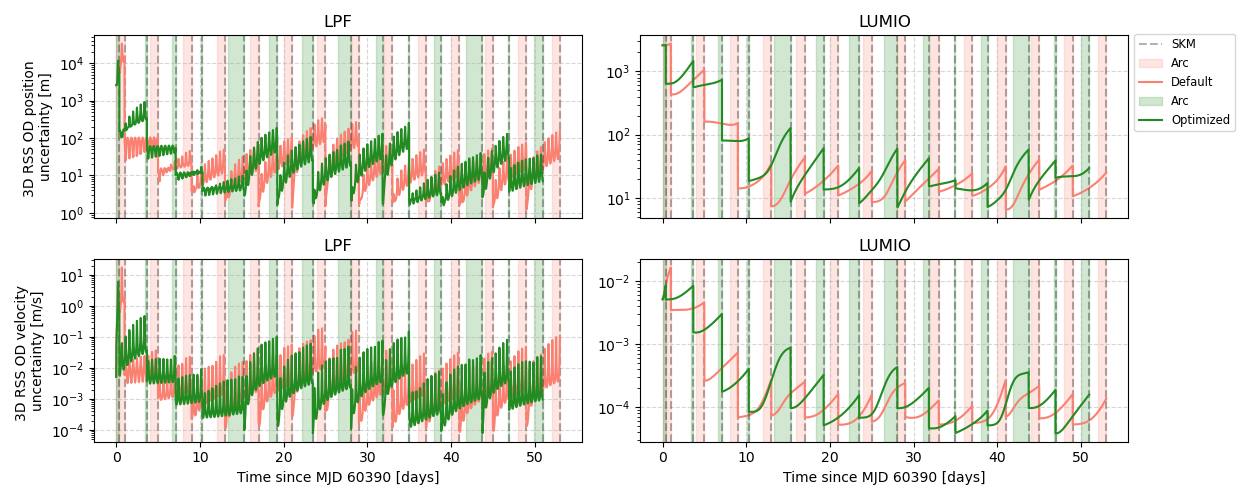 LPF
LUMIO
3D RSS OD position
uncertainty [m]
10⁴
10³
10²
10¹
10⁰
10³
10²
10¹
SKM
Arc
Default
Arc
Optimized
LPF
LUMIO
3D RSS OD velocity
uncertainty [m/s]
10¹
10⁰
10⁻¹
10⁻²
10⁻³
10⁻⁴
10⁻²
10⁻³
10⁻⁴
0 10 20 30 40 50
0 10 20 30 40 50
Time since MJD 60390 [days]
Time since MJD 60390 [days]